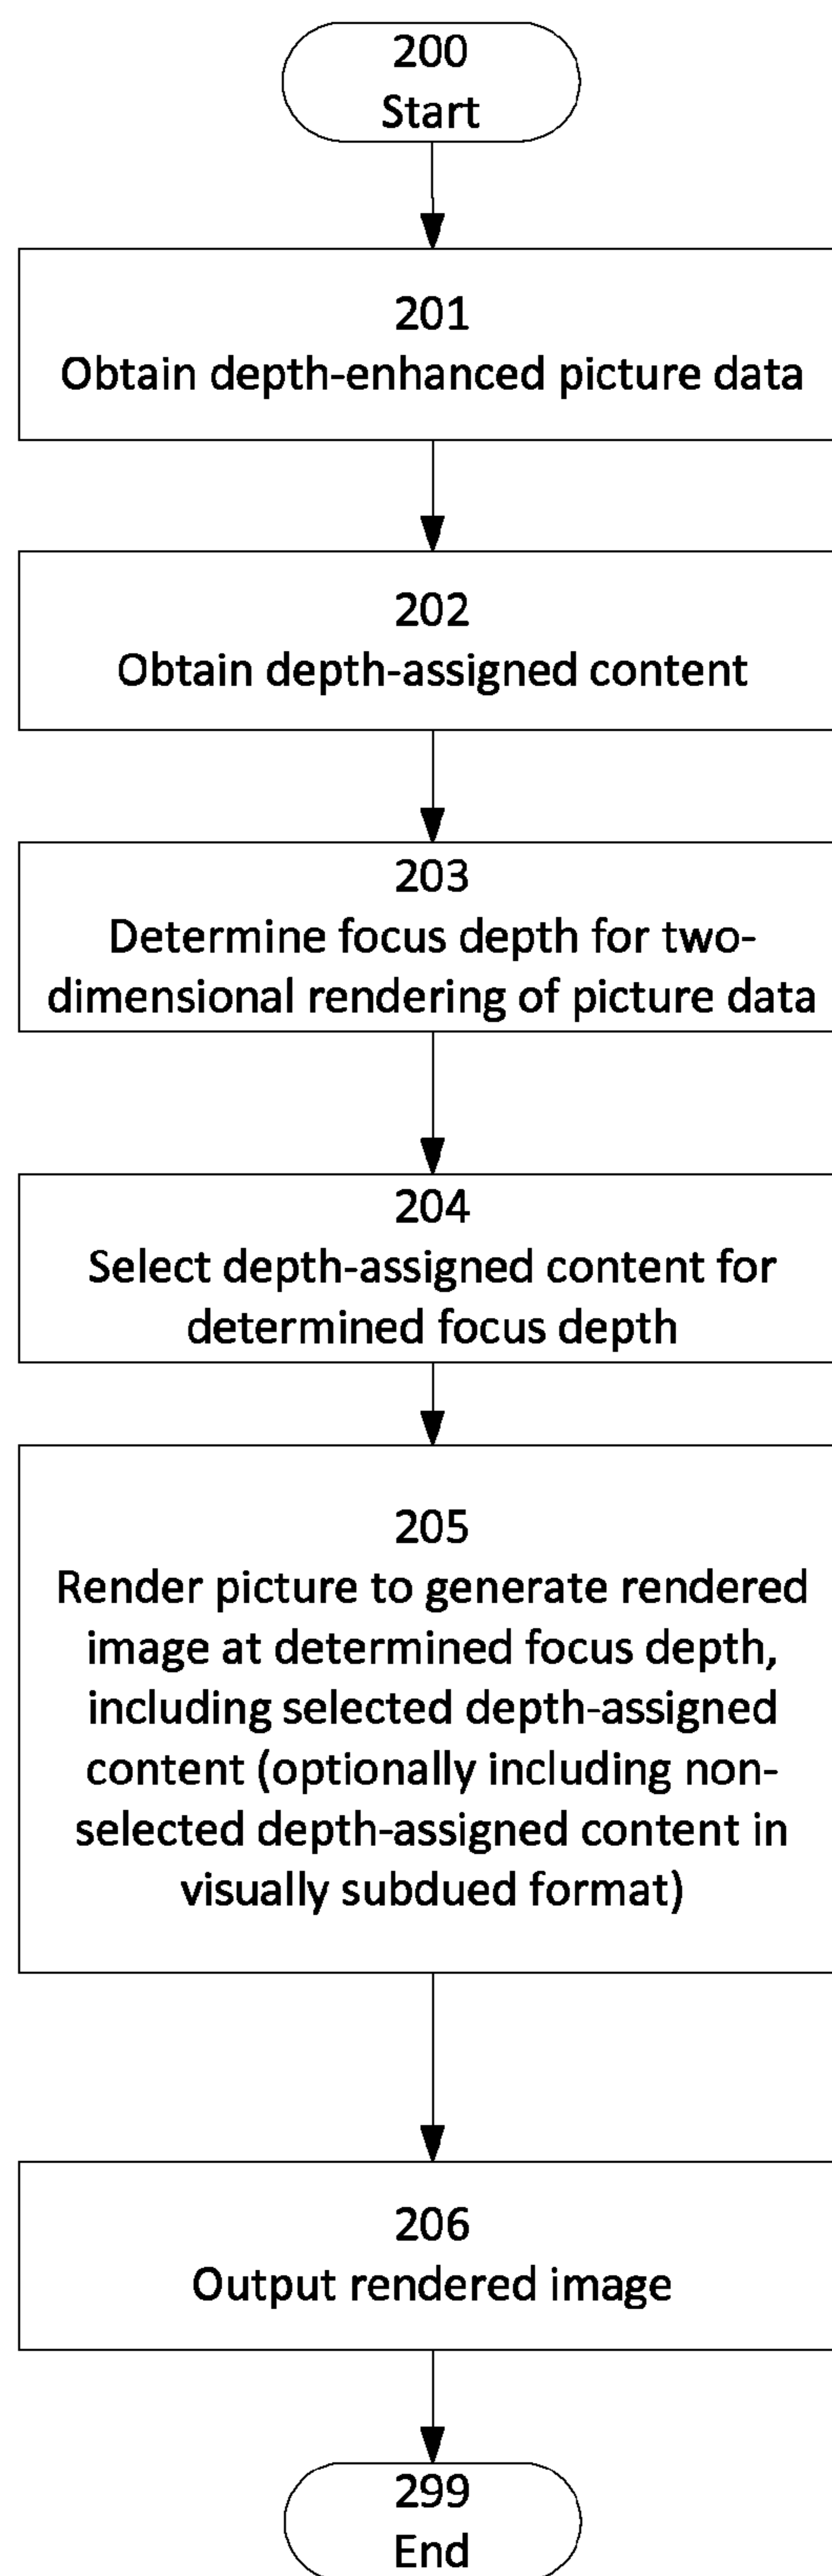 200
Start
201
Obtain depth-enhanced picture data
202
Obtain depth-assigned content
203
Determine focus depth for two-
dimensional rendering of picture data
204
Select depth-assigned content for
determined focus depth
205
Render picture to generate rendered
image at determined focus depth,
including selected depth-assigned
content (optionally including non-
selected depth-assigned content in
visually subdued format)
206
Output rendered image
299
End